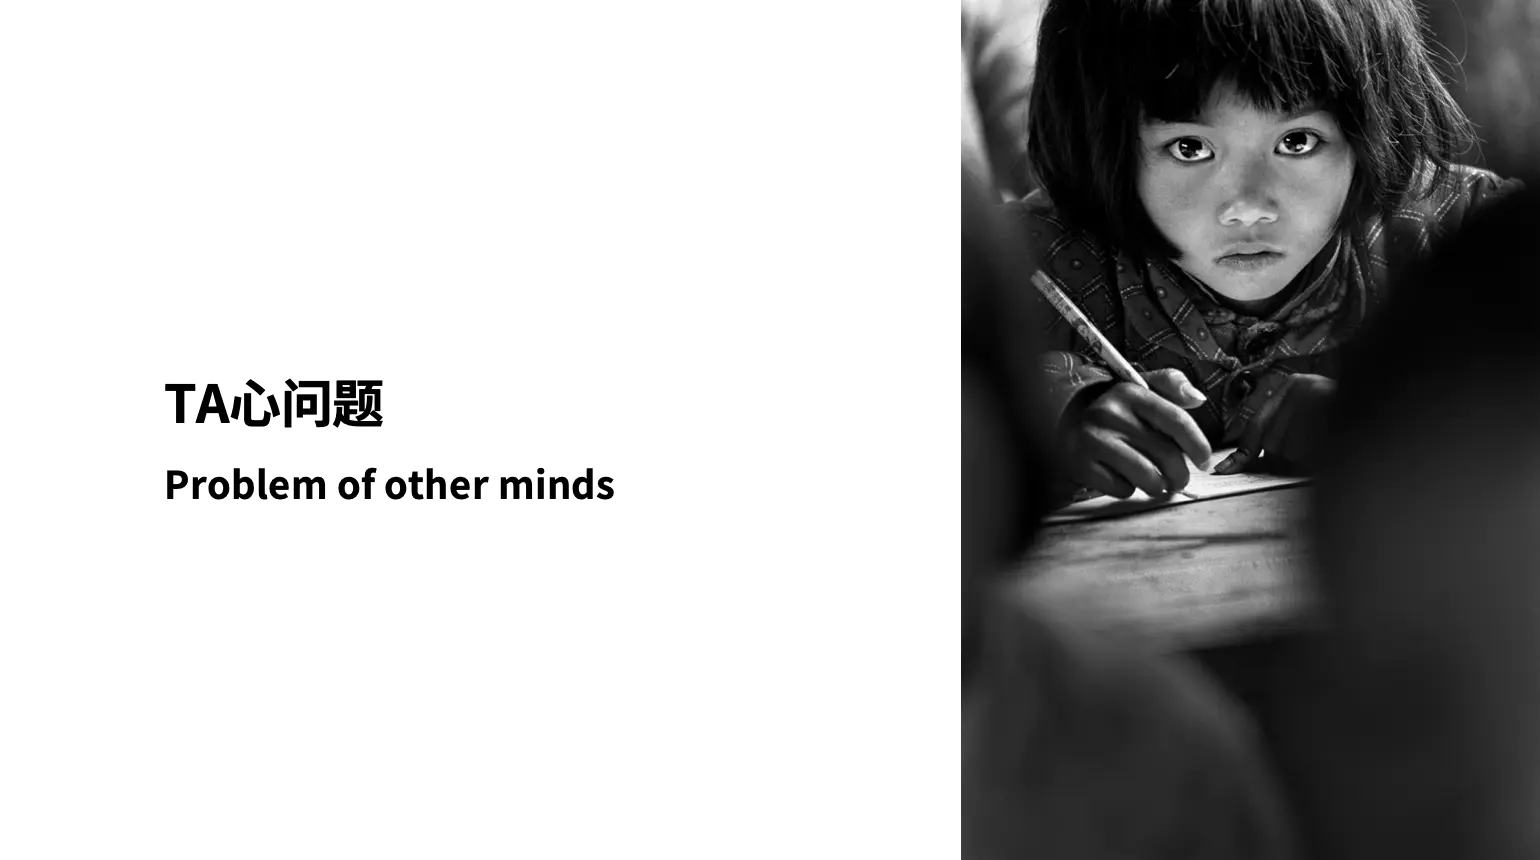 TA心问题
Problem of other minds